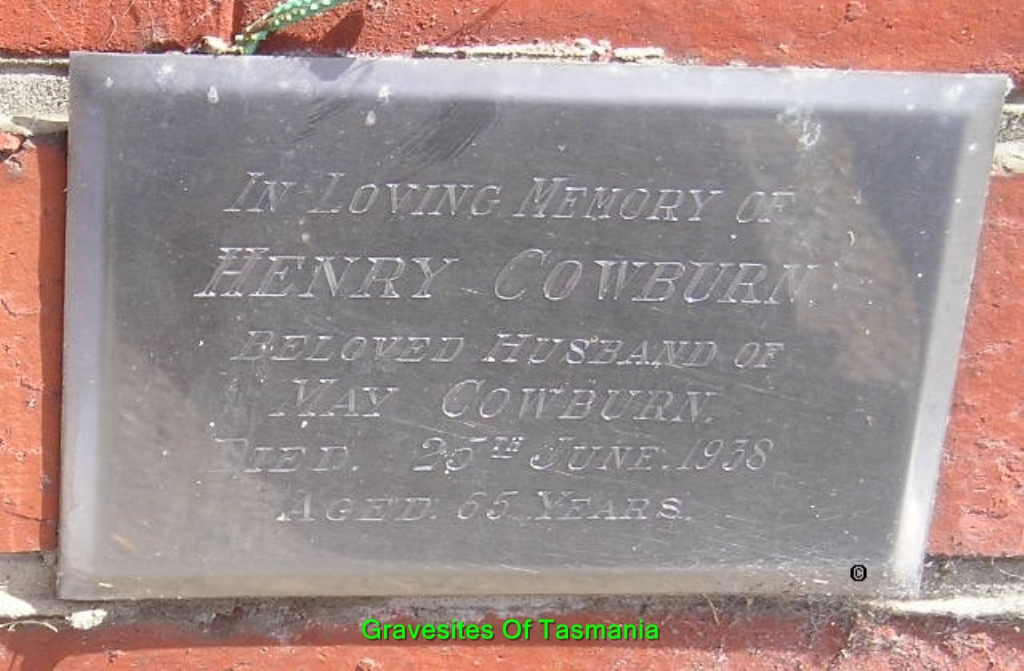 IN LOVING MEMORY OF
HENRY COWBURN
BELOVED HUSBAND OF
MAY COWBURN.
DIED. 25TH JUNE. 1938
AGED. 65 YEARS.
©
Gravesites Of Tasmania